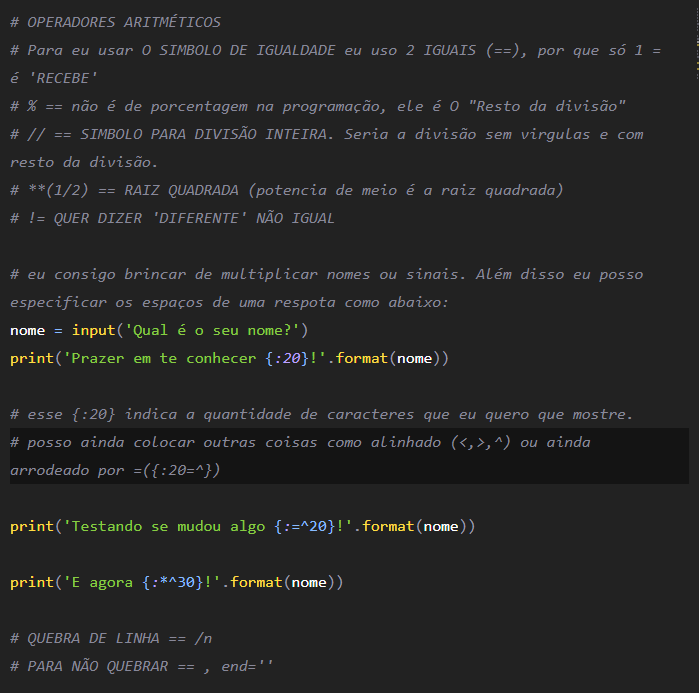 # OPERADORES ARITMÉTICOS
# Para eu usar O SIMBOLO DE IGUALDADE eu uso 2 IGUAIS (==), por que só 1 =
é 'RECEBE'
# % == não é de porcentagem na programação, ele é O "Resto da divisão"
# // == SIMBOLO PARA DIVISÃO INTEIRA. Seria a divisão sem virgulas e com
resto da divisão.
# **(1/2) == RAIZ QUADRADA (potencia de meio é a raiz quadrada)
# != QUER DIZER 'DIFERENTE' NÃO IGUAL
# eu consigo brincar de multiplicar nomes ou sinais. Além disso eu posso
especificar os espaços de uma respota como abaixo:
nome = input('Qual é o seu nome?')
print('Prazer em te conhecer {:20}!'.format(nome))
# esse {:20} indica a quantidade de caracteres que eu quero que mostre.
# posso ainda colocar outras coisas como alinhado (<,>,^) ou ainda
arrodeado por =({:20=^})
print('Testando se mudou algo {:=^20}!'.format(nome))
print('E agora {:*^30}!'.format(nome))
# QUEBRA DE LINHA == /n
# PARA NÃO QUEBRAR == , end=''